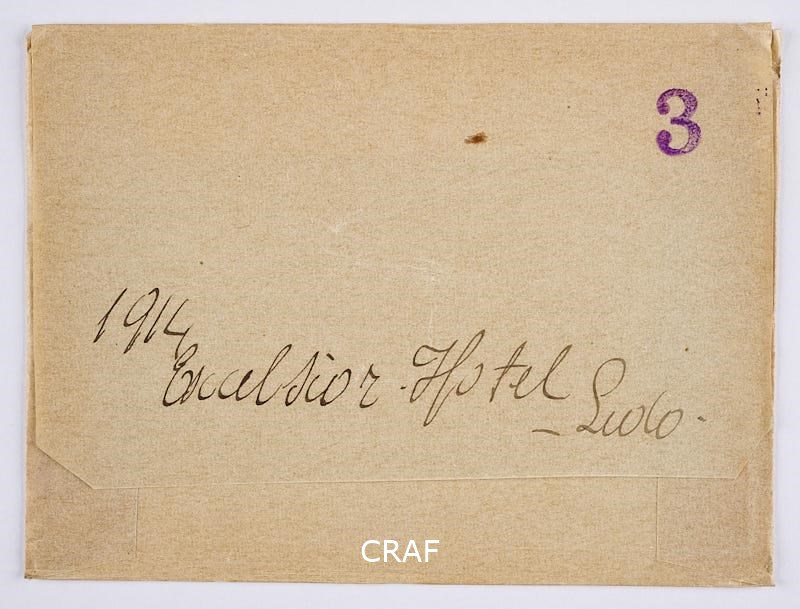 3
1914
Excelsior Hotel
- Lido -
CRAF